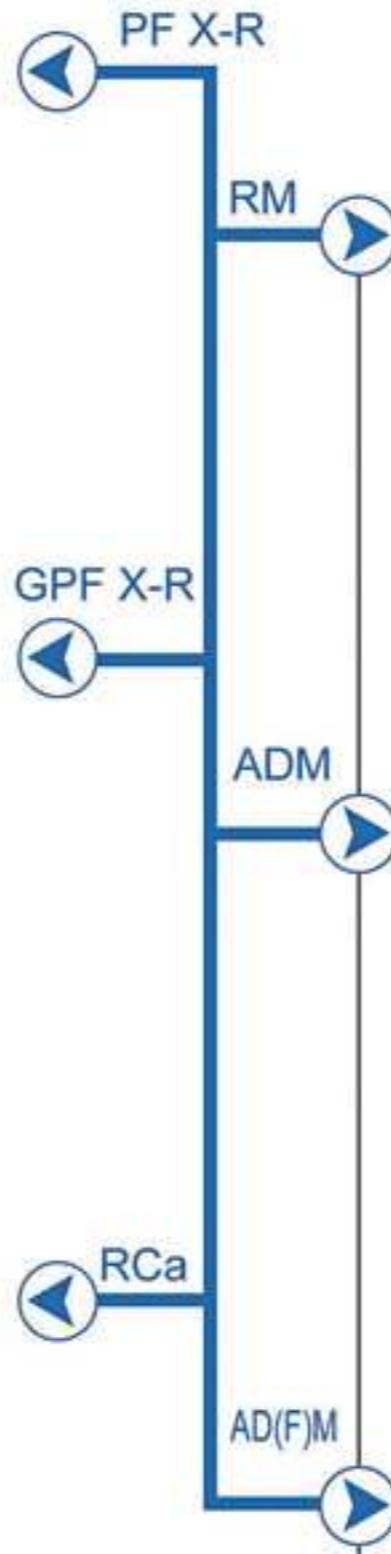 PF X-R
RM
GPF X-R
ADM
RCa
AD(F)M